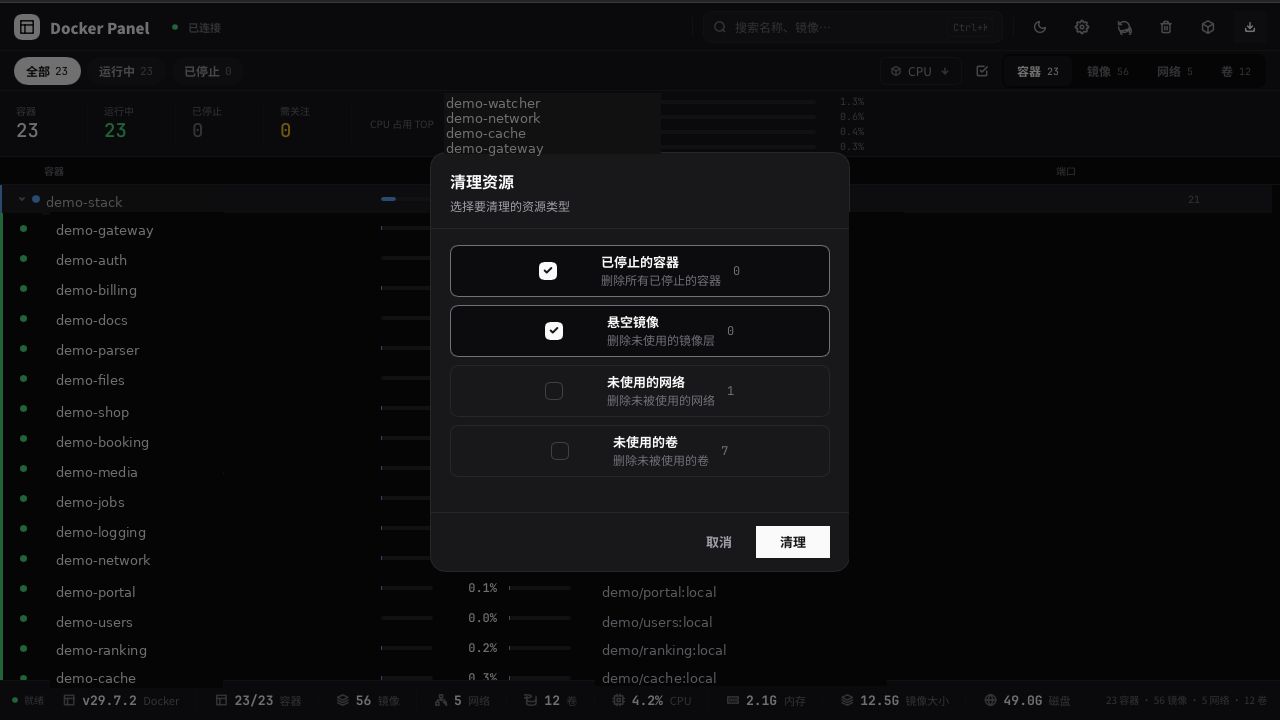 Docker Panel 已连接 搜索名称、镜像… Ctrl+K
全部 23 运行中 23 已停止 0 CPU 容器 23 镜像 56 网络 5 卷 12
容器 运行中 已停止 需关注
23 23 0 0
CPU 占用 TOP
demo-watcher 1.3%
demo-network 0.6%
demo-cache 0.4%
demo-gateway 0.3%
容器 端口
demo-stack 21
清理资源
选择要清理的资源类型
已停止的容器
删除所有已停止的容器 0
悬空镜像
删除未使用的镜像层 0
未使用的网络
删除未被使用的网络 1
未使用的卷
删除未被使用的卷 7
取消 清理
demo-gateway
demo-auth
demo-billing
demo-docs
demo-parser
demo-files
demo-shop
demo-booking
demo-media
demo-jobs
demo-logging
demo-network
demo-portal 0.1% demo/portal:local
demo-users 0.0% demo/users:local
demo-ranking 0.2% demo/ranking:local
demo-cache 0.3% demo/cache:local
就绪 v29.7.2 Docker 23/23 容器 56 镜像 5 网络 12 卷 4.2% CPU 2.1G 内存 12.5G 镜像大小 49.0G 磁盘 23 容器 · 56 镜像 · 5 网络 · 12 卷